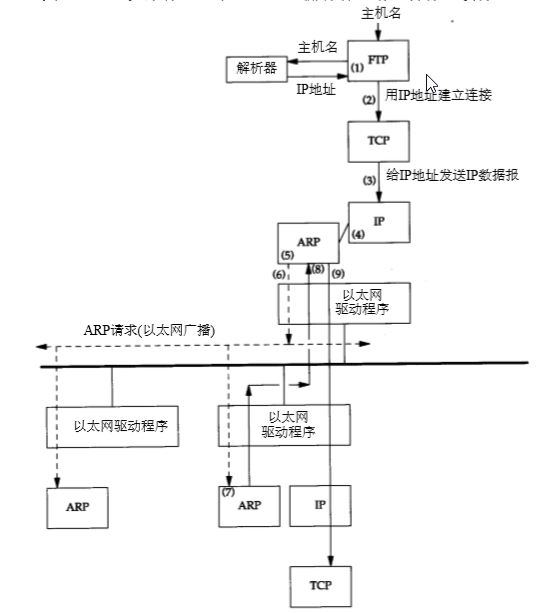 主机名
主机名
FTP
(1)
解析器
IP地址
(2)
用IP地址建立连接
TCP
(3)
给IP地址发送IP数据报
IP
(4)
ARP
(5)
(6)
(8)
(9)
以太网
驱动程序
ARP请求(以太网广播)
以太网驱动程序
以太网
驱动程序
ARP
(7)
ARP
IP
TCP